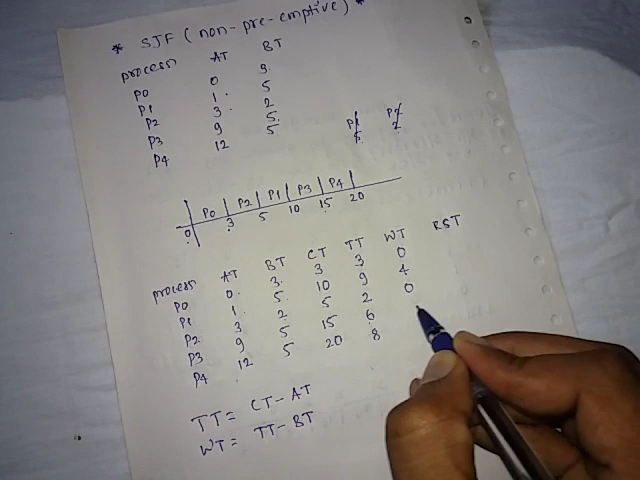 * SJF (non-pre-emptive) *
process AT BT
P0 0 3
P1 1 5
P2 3 2
P3 9 5
P4 12 5
P1 P2
5 2
P0 P2 P1 P3 P4
0 3 5 10 15 20
process AT BT CT TT WT RST
P0 0 3 3 3 0
P1 1 5 10 9 4
P2 3 2 5 2 0
P3 9 5 15 6
P4 12 5 20 8
TT = CT-AT
WT = TT-BT